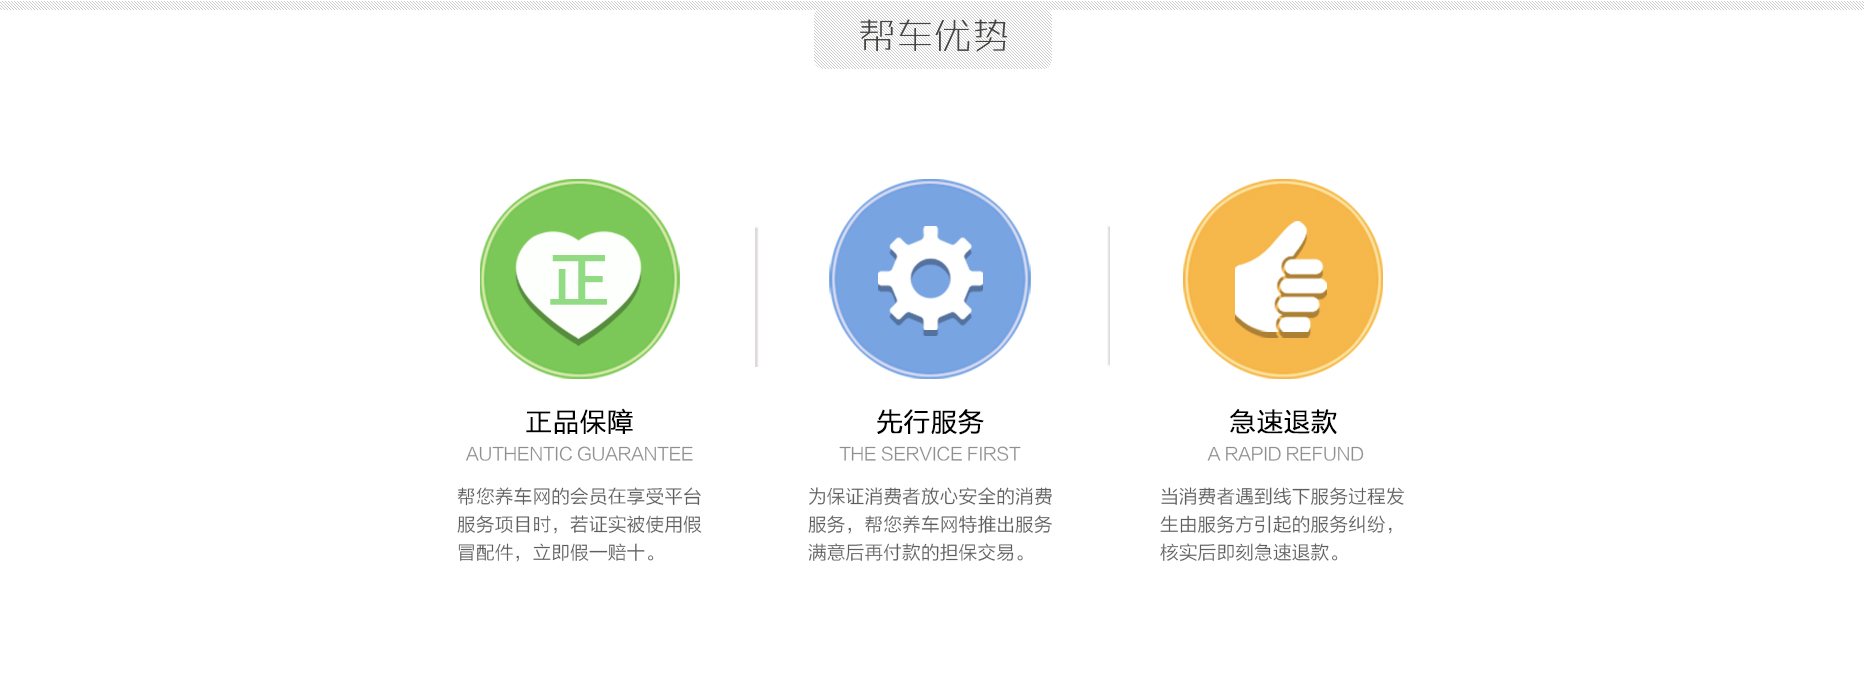 帮车优势
正
正品保障
AUTHENTIC GUARANTEE
帮您养车网的会员在享受平台
服务项目时，若证实被使用假
冒配件，立即假一赔十。
先行服务
THE SERVICE FIRST
为保证消费者放心安全的消费
服务，帮您养车网特推出服务
满意后再付款的担保交易。
急速退款
A RAPID REFUND
当消费者遇到线下服务过程发
生由服务方引起的服务纠纷，
核实后即刻急速退款。